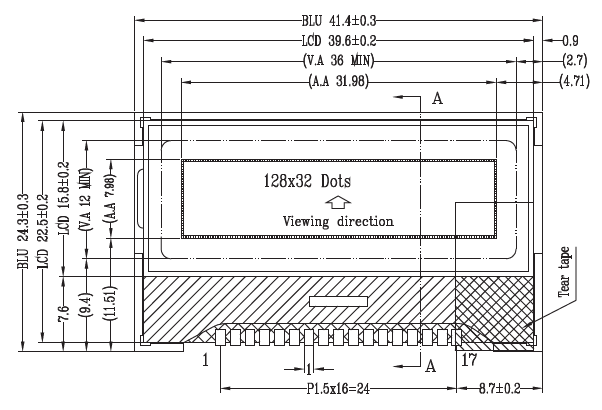 BLU 41.4±0.3
LCD 39.6±0.2
0.9
(V.A 36 MIN)
(2.7)
(A.A 31.98)
(4.71)
A
BLU 24.3±0.3
LCD 22.5±0.2
LCD 15.8±0.2
(V.A 12 MIN)
(A.A 7.98)
128x32 Dots
Viewing direction
7.6
(9.4)
(11.51)
Tear tape
1
1
A
17
P1.5x16=24
8.7±0.2